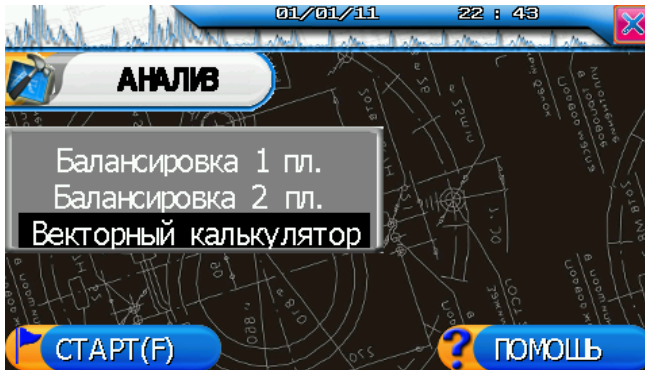 01/01/11 22 : 43
АНАЛИЗ
Балансировка 1 пл.
Балансировка 2 пл.
Векторный калькулятор
СТАРТ(F)
? ПОМОЩЬ